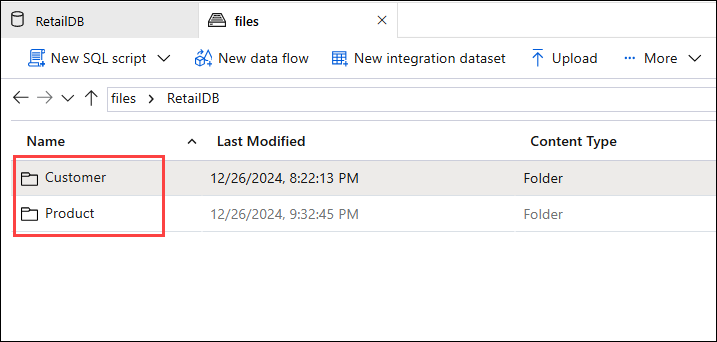 RetailDB files
New SQL script New data flow New integration dataset Upload More
files RetailDB
Name Last Modified Content Type
Customer 12/26/2024, 8:22:13 PM Folder
Product 12/26/2024, 9:32:45 PM Folder